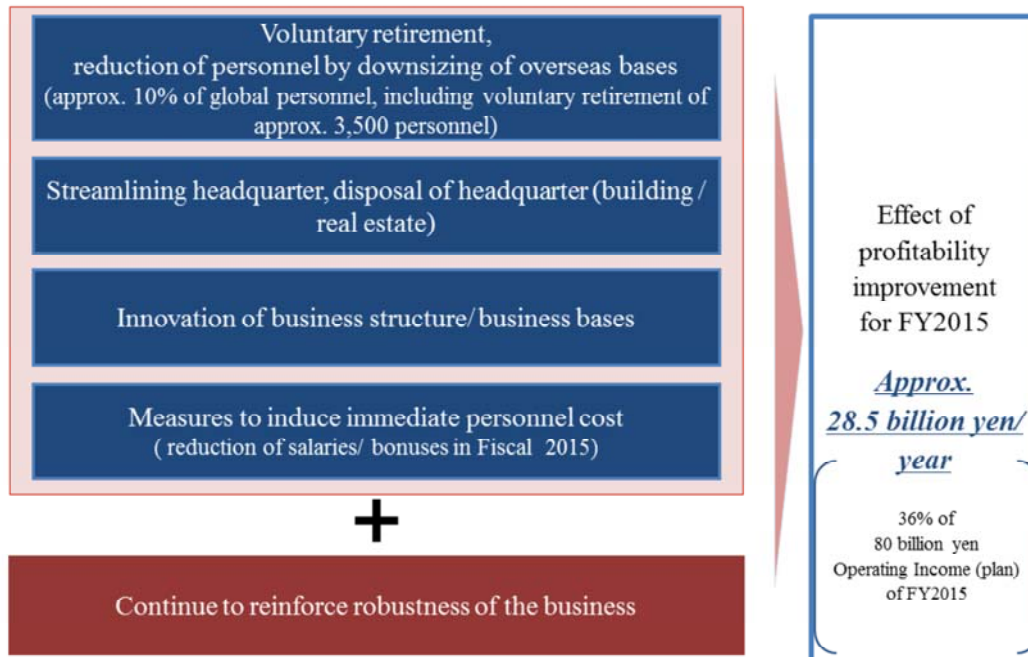 Voluntary retirement,
reduction of personnel by downsizing of overseas bases
(approx. 10% of global personnel, including voluntary retirement of
approx. 3,500 personnel)
Streamlining headquarter, disposal of headquarter (building /
real estate)
Innovation of business structure/ business bases
Measures to induce immediate personnel cost
( reduction of salaries/ bonuses in Fiscal 2015)
+
Continue to reinforce robustness of the business
Effect of
profitability
improvement
for FY2015
Approx.
28.5 billion yen/
year
36% of
80 billion yen
Operating Income (plan)
of FY2015